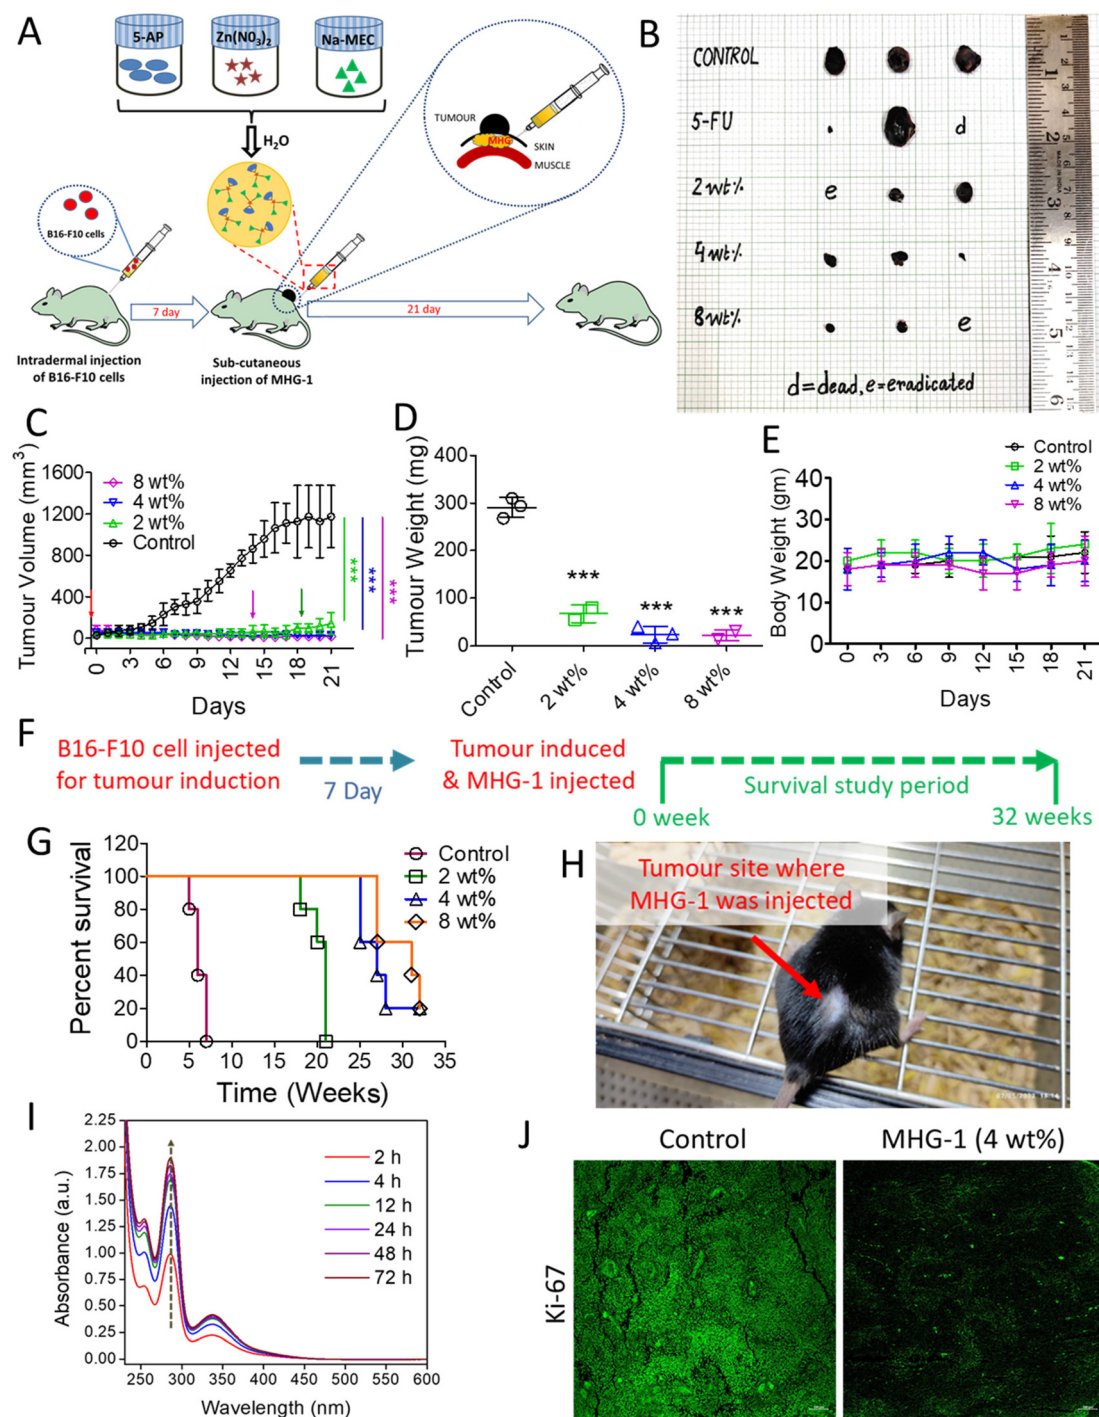 A
5-AP
Zn(NO₃)₂
Na-MEC
H₂O
B16-F10 cells
TUMOUR
MHG
SKIN
MUSCLE
7 day
21 day
Intradermal injection
of B16-F10 cells
Sub-cutaneous
injection of MHG-1
B
CONTROL
5-FU
d
2 wt%
e
4 wt%
8 wt%
e
d=dead, e=eradicated
1
2
3
4
5
6
C
Tumour Volume (mm³)
1600
1200
800
400
0
8 wt%
4 wt%
2 wt%
Control
***
***
***
0 3 6 9 12 15 18 21
Days
D
Tumour Weight (mg)
400
300
200
100
0
***
***
***
Control
2 wt%
4 wt%
8 wt%
E
Control
2 wt%
4 wt%
8 wt%
Body Weight (gm)
40
30
20
10
0
0 3 6 9 12 15 18 21
Days
F
B16-F10 cell injected
for tumour induction
7 Day
Tumour induced
& MHG-1 injected
Survival study period
0 week
32 weeks
G
Percent survival
120
100
80
60
40
20
0
Control
2 wt%
4 wt%
8 wt%
0 5 10 15 20 25 30 35
Time (Weeks)
H
Tumour site where
MHG-1 was injected
I
Absorbance (a.u.)
2.25
2.00
1.75
1.50
1.25
1.00
0.75
0.50
0.25
0.00
2 h
4 h
12 h
24 h
48 h
72 h
250 300 350 400 450 500 550 600
Wavelength (nm)
J
Control
MHG-1 (4 wt%)
Ki-67